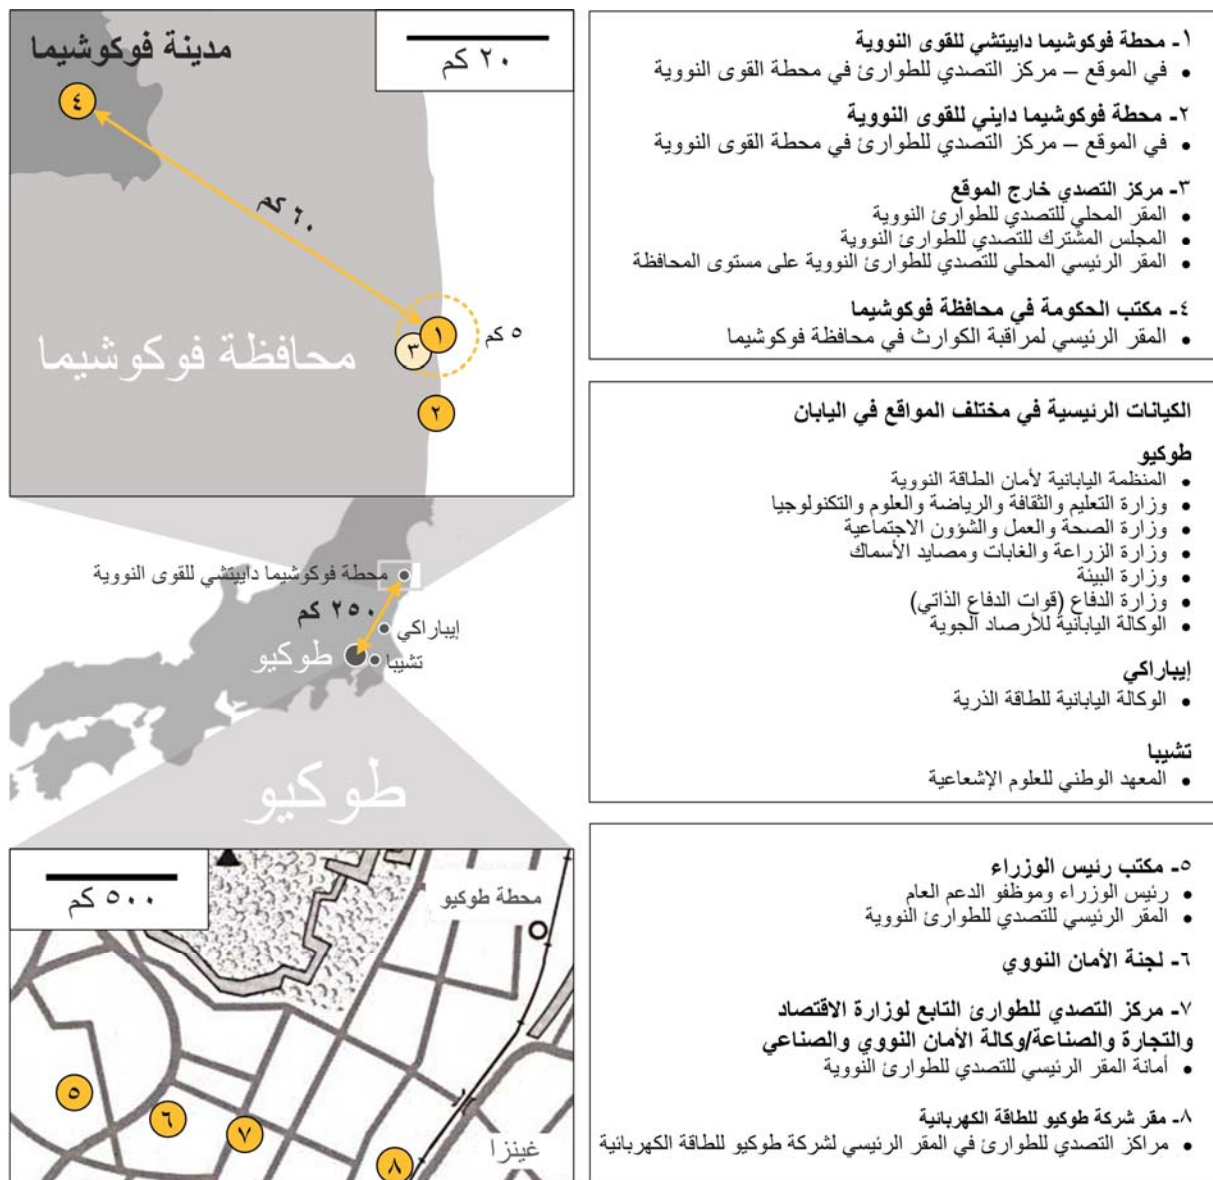 مدينة فوكوشيما
٢٠ كم
٤
٦٠ كم
محافظة فوكوشيما
١
٣
٥ كم
٢
محطة فوكوشيما داييتشي للقوى النووية
٢٥٠ كم
إيباراكي
طوكيو
تشيبا
طوكيو
٥٠٠ كم
محطة طوكيو
٥
٦
٧
٨
غينزا
١- محطة فوكوشيما داييتشي للقوى النووية
• في الموقع – مركز التصدي للطوارئ في محطة القوى النووية
٢- محطة فوكوشيما دايني للقوى النووية
• في الموقع – مركز التصدي للطوارئ في محطة القوى النووية
٣- مركز التصدي خارج الموقع
• المقر المحلي للتصدي للطوارئ النووية
• المجلس المشترك للتصدي للطوارئ النووية
• المقر الرئيسي المحلي للتصدي للطوارئ النووية على مستوى المحافظة
٤- مكتب الحكومة في محافظة فوكوشيما
• المقر الرئيسي لمراقبة الكوارث في محافظة فوكوشيما
الكيانات الرئيسية في مختلف المواقع في اليابان
طوكيو
• المنظمة اليابانية لأمان الطاقة النووية
• وزارة التعليم والثقافة والرياضة والعلوم والتكنولوجيا
• وزارة الصحة والعمل والشؤون الاجتماعية
• وزارة الزراعة والغابات ومصايد الأسماك
• وزارة البيئة
• وزارة الدفاع (قوات الدفاع الذاتي)
• الوكالة اليابانية للأرصاد الجوية
إيباراكي
• الوكالة اليابانية للطاقة الذرية
تشيبا
• المعهد الوطني للعلوم الإشعاعية
٥- مكتب رئيس الوزراء
• رئيس الوزراء وموظفو الدعم العام
• المقر الرئيسي للتصدي للطوارئ النووية
٦- لجنة الأمان النووي
٧- مركز التصدي للطوارئ التابع لوزارة الاقتصاد
والتجارة والصناعة/وكالة الأمان النووي والصناعي
• أمانة المقر الرئيسي للتصدي للطوارئ النووية
٨- مقر شركة طوكيو للطاقة الكهربائية
• مراكز التصدي للطوارئ في المقر الرئيسي لشركة طوكيو للطاقة الكهربائية